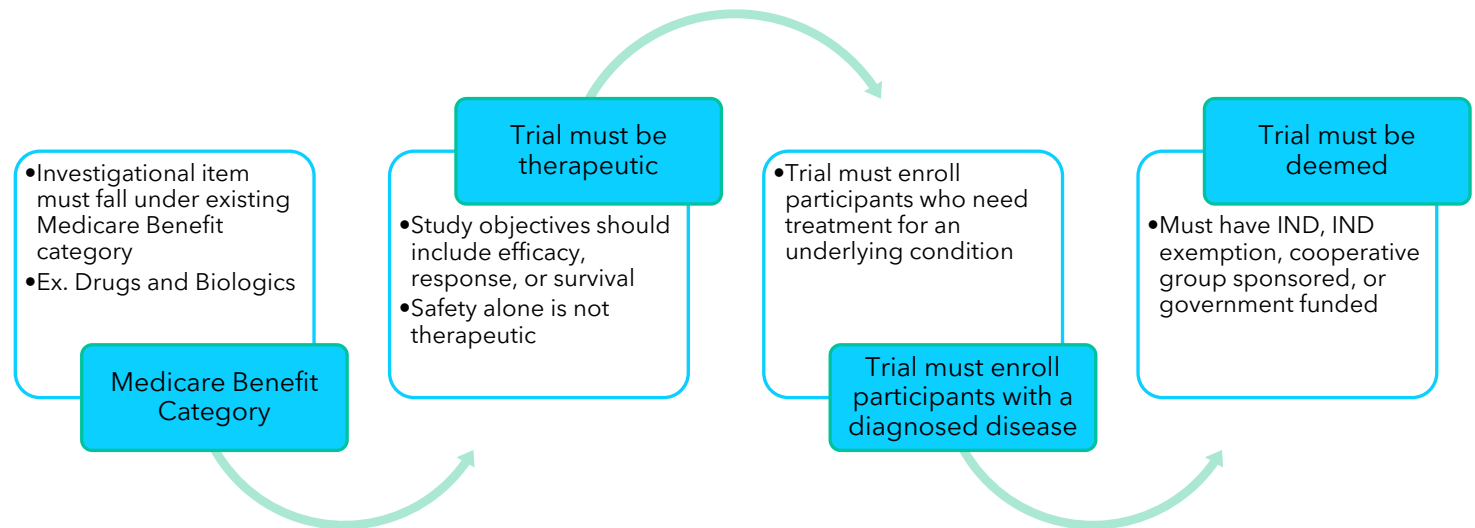 •Investigational item
must fall under existing
Medicare Benefit
category
•Ex. Drugs and Biologics
Medicare Benefit
Category
Trial must be
therapeutic
•Study objectives should
include efficacy,
response, or survival
•Safety alone is not
therapeutic
•Trial must enroll
participants who need
treatment for an
underlying condition
Trial must enroll
participants with a
diagnosed disease
Trial must be
deemed
•Must have IND, IND
exemption, cooperative
group sponsored, or
government funded